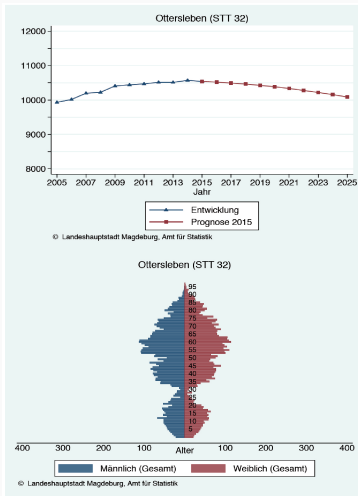 Ottersleben (STT 32)
12000
11000
10000
9000
8000
2005 2007 2009 2011 2013 2015 2017 2019 2021 2023 2025
Jahr
Entwicklung
Prognose 2015
© Landeshauptstadt Magdeburg, Amt für Statistik
Ottersleben (STT 32)
95
90
85
80
75
70
65
60
55
50
45
40
35
30
25
20
15
10
5
400 300 200 100 Alter 100 200 300 400
Männlich (Gesamt) Weiblich (Gesamt)
© Landeshauptstadt Magdeburg, Amt für Statistik